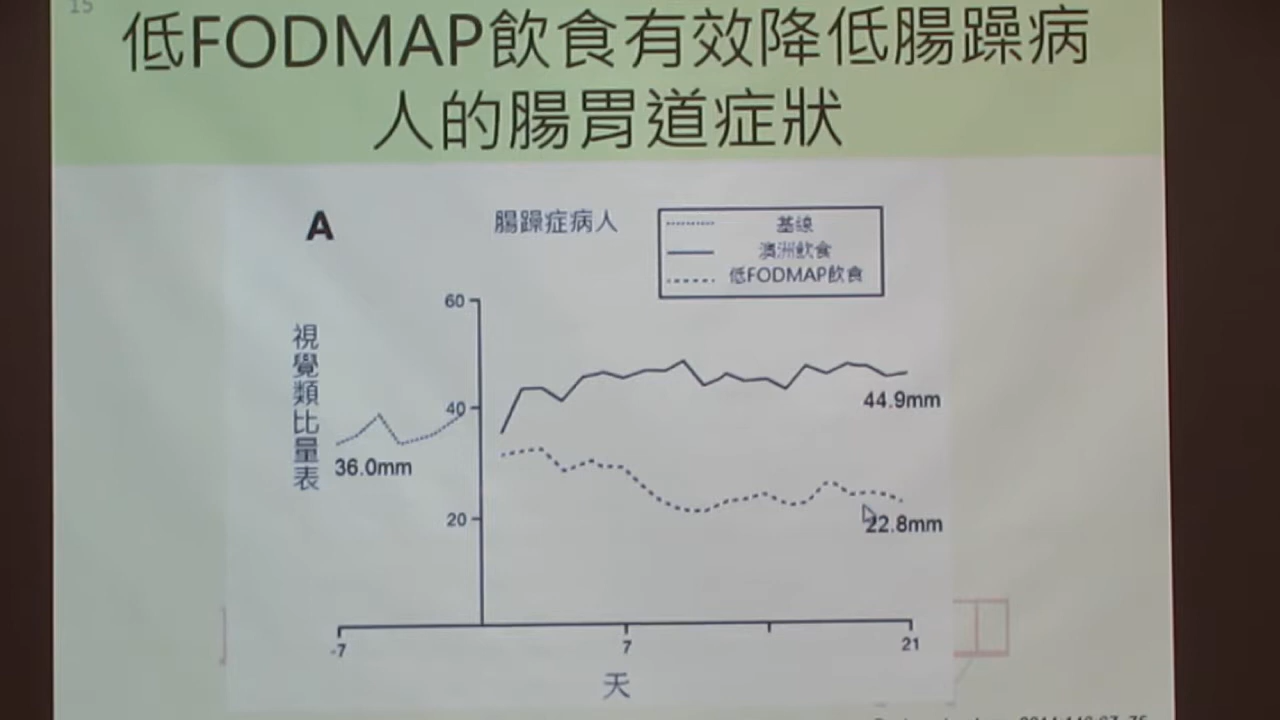 15
低FODMAP飲食有效降低腸躁病
人的腸胃道症狀
A
腸躁症病人
基線
澳洲飲食
低FODMAP飲食
視覺類比量表
60
40
20
36.0mm
44.9mm
22.8mm
-7
7
21
天